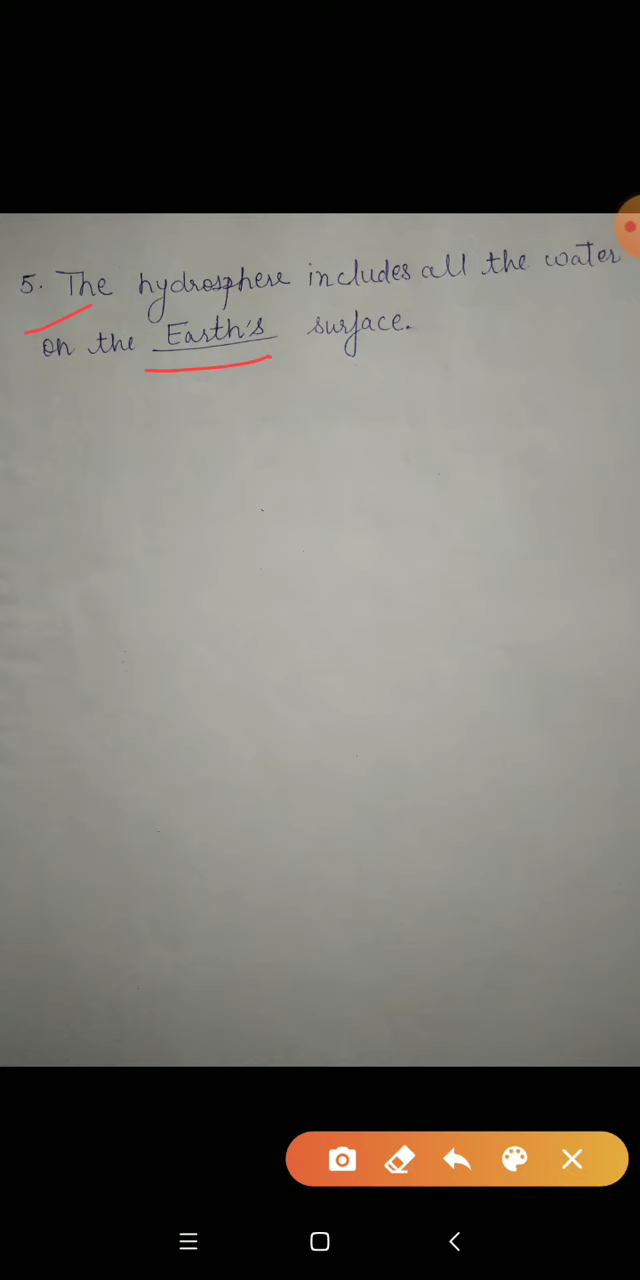 5. The hydrosphere includes all the water
on the Earth's surface.